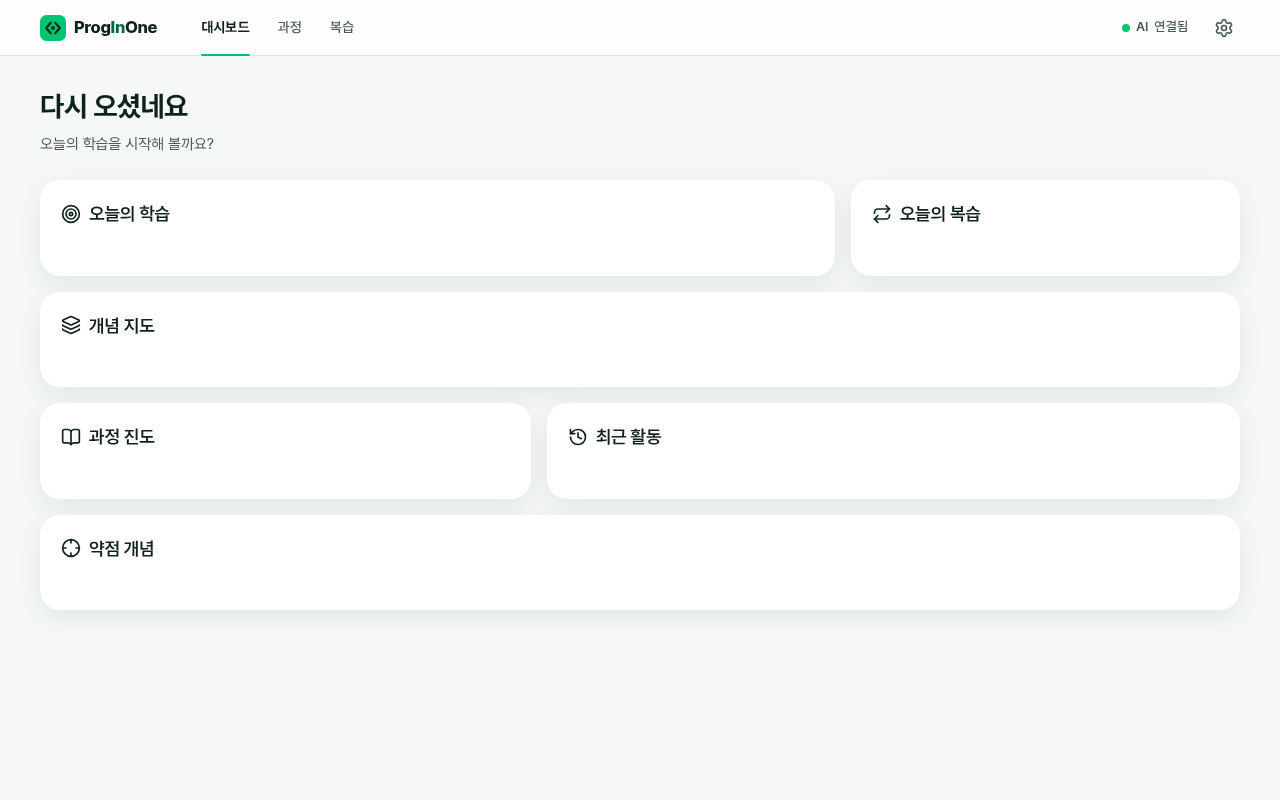 ProgInOne 대시보드 과정 복습 AI 연결됨
다시 오셨네요
오늘의 학습을 시작해 볼까요?
오늘의 학습
오늘의 복습
개념 지도
과정 진도
최근 활동
약점 개념